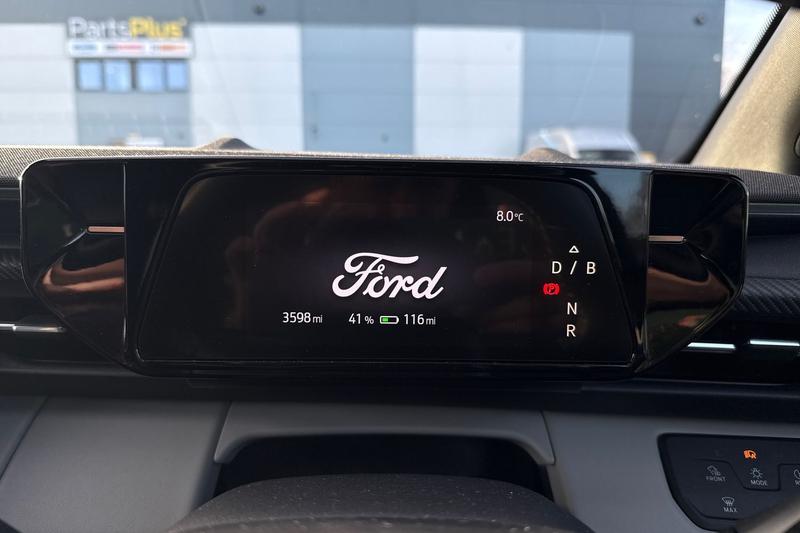 PartsPlus
8.0°C
Ford
D / B
P
3598 mi 41 % 116 mi
N
R
FRONT
MODE
MAX